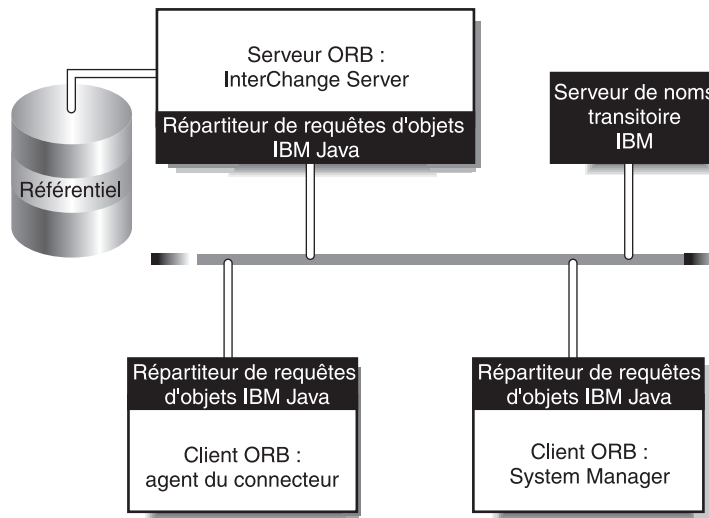 Serveur ORB :
InterChange Server
Répartiteur de requêtes d'objets
IBM Java
Serveur de noms
transitoire
IBM
Référentiel
Répartiteur de requêtes
d'objets IBM Java
Client ORB :
agent du connecteur
Répartiteur de requêtes
d'objets IBM Java
Client ORB :
System Manager